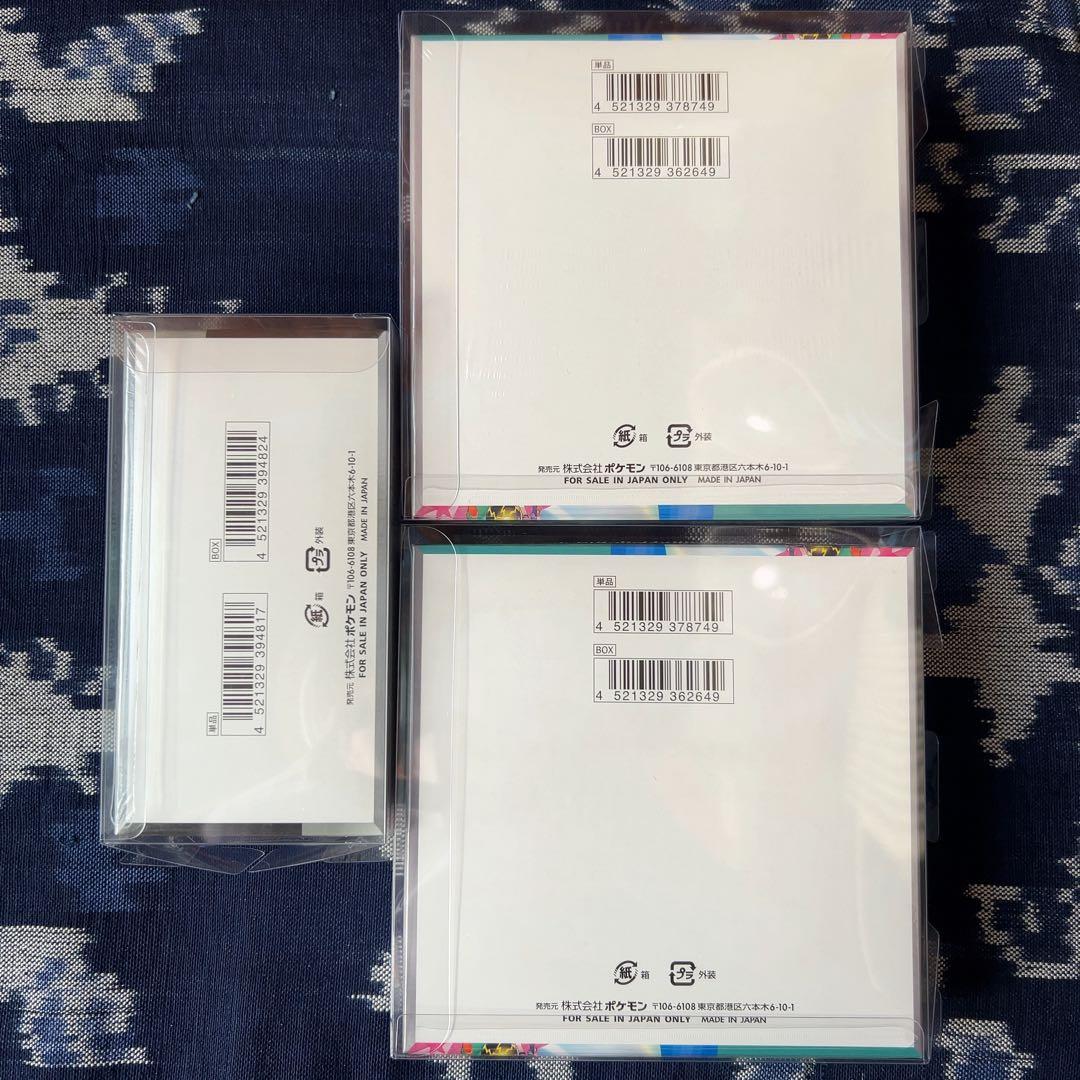 単品
4 521329 378749
BOX
4 521329 362649
紙 箱 プラ 外装
発売元 株式会社ポケモン 〒106-6108 東京都港区六本木6-10-1
FOR SALE IN JAPAN ONLY MADE IN JAPAN
BOX
4 521329 394824
単品
4 521329 394817
紙 箱 プラ 外装
発売元 株式会社ポケモン 〒106-6108 東京都港区六本木6-10-1
FOR SALE IN JAPAN ONLY MADE IN JAPAN
単品
4 521329 378749
BOX
4 521329 362649
紙 箱 プラ 外装
発売元 株式会社ポケモン 〒106-6108 東京都港区六本木6-10-1
FOR SALE IN JAPAN ONLY MADE IN JAPAN